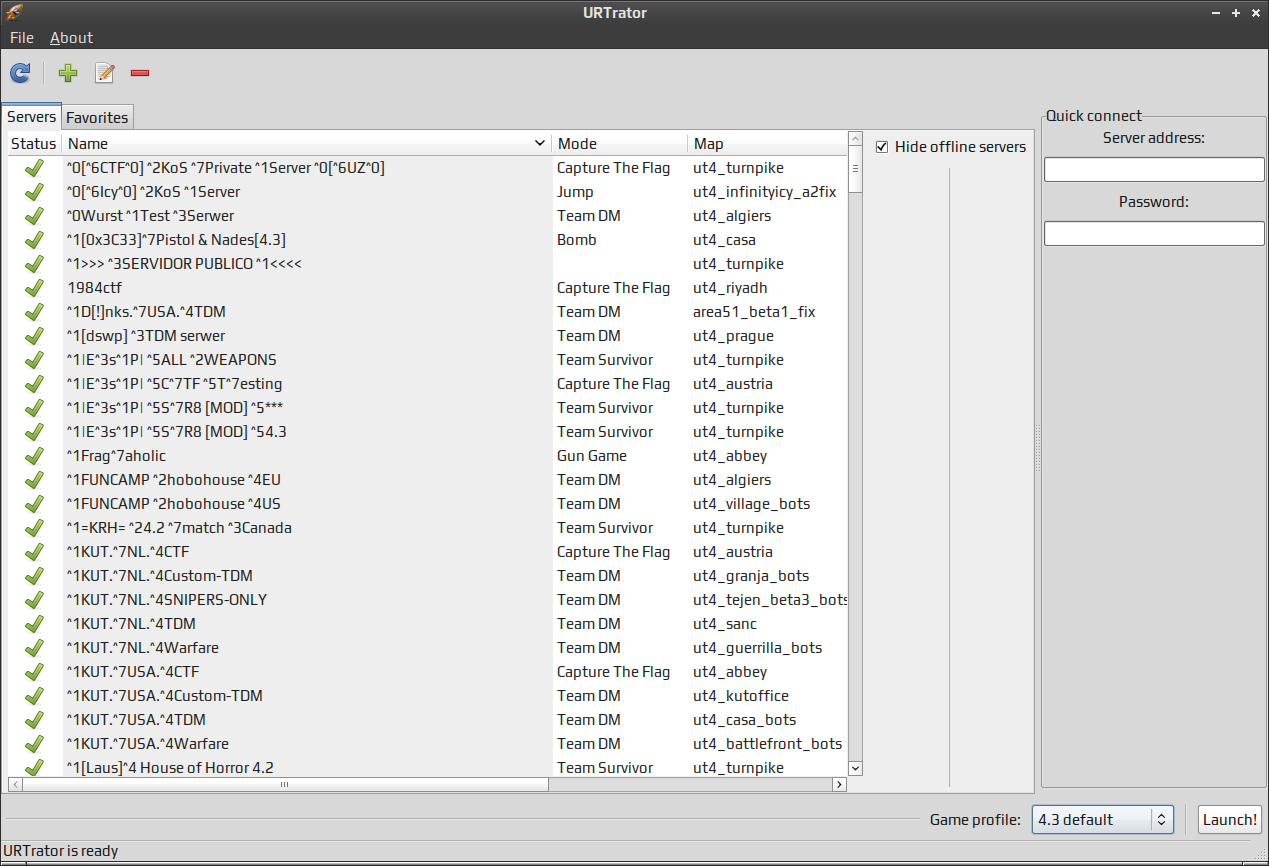 URTrator
File About
Servers Favorites
Status Name Mode Map
^0[^6CTF^0] ^2KoS ^7Private ^1Server ^0[^6UZ^0] Capture The Flag ut4_turnpike
^0[^6Icy^0] ^2KoS ^1Server Jump ut4_infinityicy_a2fix
^0Wurst ^1Test ^3Serwer Team DM ut4_algiers
^1[0x3C33]^7Pistol & Nades[4.3] Bomb ut4_casa
^1>>> ^3SERVIDOR PUBLICO ^1<<<< ut4_turnpike
1984ctf Capture The Flag ut4_riyadh
^1D[!]nks.^7USA.^4TDM Team DM area51_beta1_fix
^1[dswp] ^3TDM serwer Team DM ut4_prague
^1|E^3s^1P| ^5ALL ^2WEAPONS Team Survivor ut4_turnpike
^1|E^3s^1P| ^5C^7TF ^5T^7esting Capture The Flag ut4_austria
^1|E^3s^1P| ^5S^7R8 [MOD] ^5*** Team Survivor ut4_turnpike
^1|E^3s^1P| ^5S^7R8 [MOD] ^54.3 Team Survivor ut4_turnpike
^1Frag^7aholic Gun Game ut4_abbey
^1FUNCAMP ^2hobohouse ^4EU Team DM ut4_algiers
^1FUNCAMP ^2hobohouse ^4US Team DM ut4_village_bots
^1=KRH= ^24.2 ^7match ^3Canada Team Survivor ut4_turnpike
^1KUT.^7NL.^4CTF Capture The Flag ut4_austria
^1KUT.^7NL.^4Custom-TDM Team DM ut4_granja_bots
^1KUT.^7NL.^4SNIPERS-ONLY Team DM ut4_tejen_beta3_bots
^1KUT.^7NL.^4TDM Team DM ut4_sanc
^1KUT.^7NL.^4Warfare Team DM ut4_guerrilla_bots
^1KUT.^7USA.^4CTF Capture The Flag ut4_abbey
^1KUT.^7USA.^4Custom-TDM Team DM ut4_kutoffice
^1KUT.^7USA.^4TDM Team DM ut4_casa_bots
^1KUT.^7USA.^4Warfare Team DM ut4_battlefront_bots
^1[Laus]^4 House of Horror 4.2 Team Survivor ut4_turnpike
Hide offline servers
Quick connect
Server address:
Password:
Game profile: 4.3 default Launch!
URTrator is ready